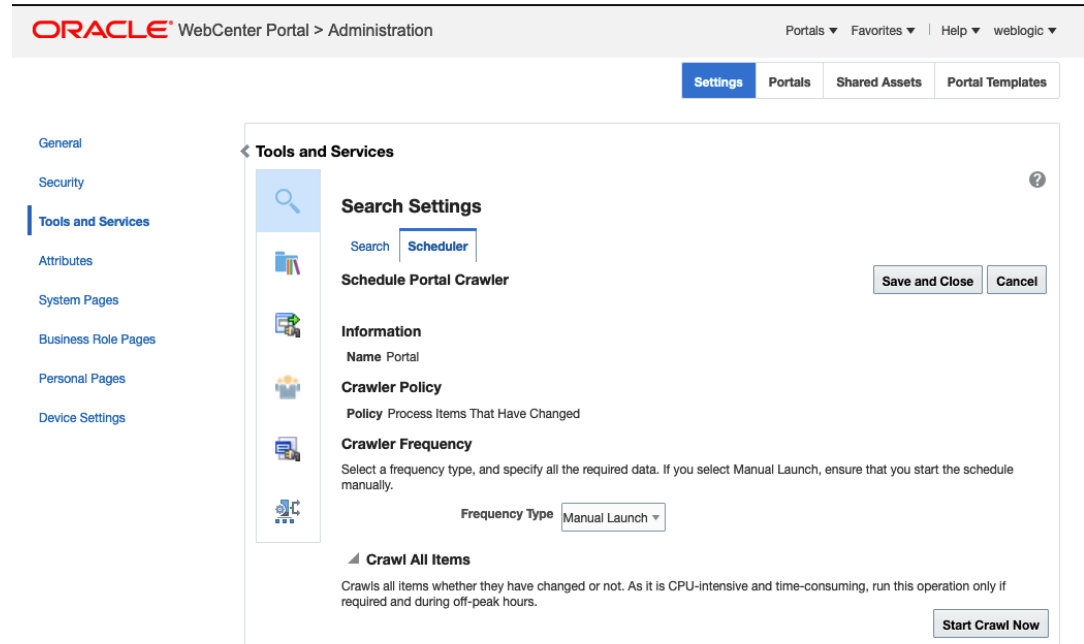 ORACLE® WebCenter Portal > Administration
Portals ▼ Favorites ▼ | Help ▼ weblogic ▼
Settings Portals Shared Assets Portal Templates
General
Security
Tools and Services
Attributes
System Pages
Business Role Pages
Personal Pages
Device Settings
Tools and Services
?
Search Settings
Search Scheduler
Schedule Portal Crawler
Save and Close Cancel
Information
Name Portal
Crawler Policy
Policy Process Items That Have Changed
Crawler Frequency
Select a frequency type, and specify all the required data. If you select Manual Launch, ensure that you start the schedule
manually.
Frequency Type Manual Launch
Crawl All Items
Crawls all items whether they have changed or not. As it is CPU-intensive and time-consuming, run this operation only if
required and during off-peak hours.
Start Crawl Now